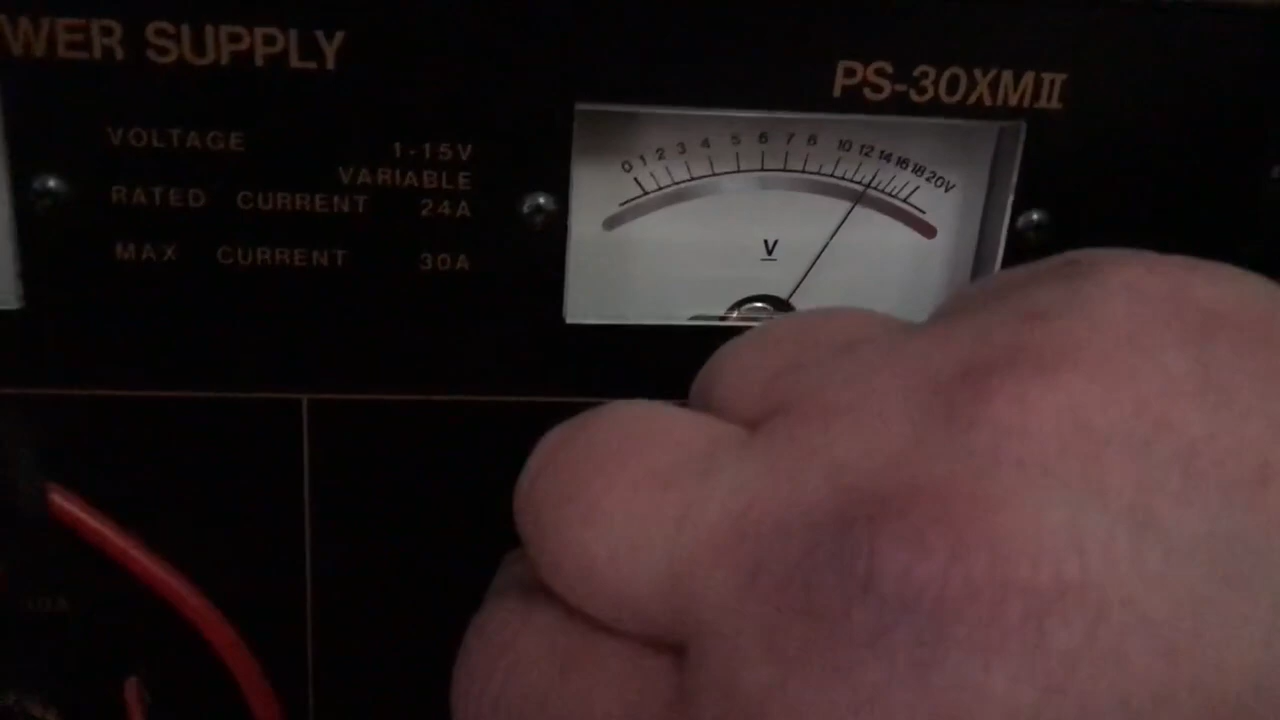 WER SUPPLY
PS-30XMII
VOLTAGE 1-15V
VARIABLE
RATED CURRENT 24A
MAX CURRENT 30A
0 1 2 3 4 5 6 7 8 10 12 14 16 18 20V
V